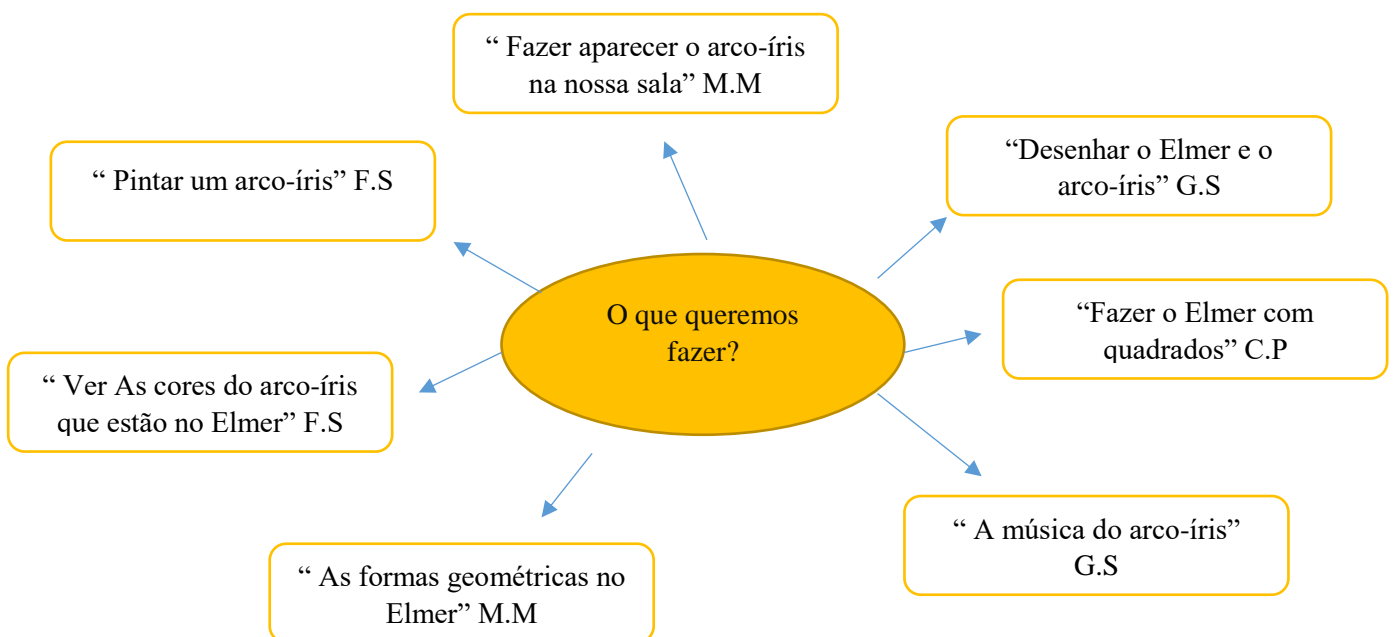 “ Fazer aparecer o arco-íris
na nossa sala” M.M
“ Pintar um arco-íris” F.S
“Desenhar o Elmer e o
arco-íris” G.S
O que queremos
fazer?
“Fazer o Elmer com
quadrados” C.P
“ Ver As cores do arco-íris
que estão no Elmer” F.S
“ A música do arco-íris”
G.S
“ As formas geométricas no
Elmer” M.M